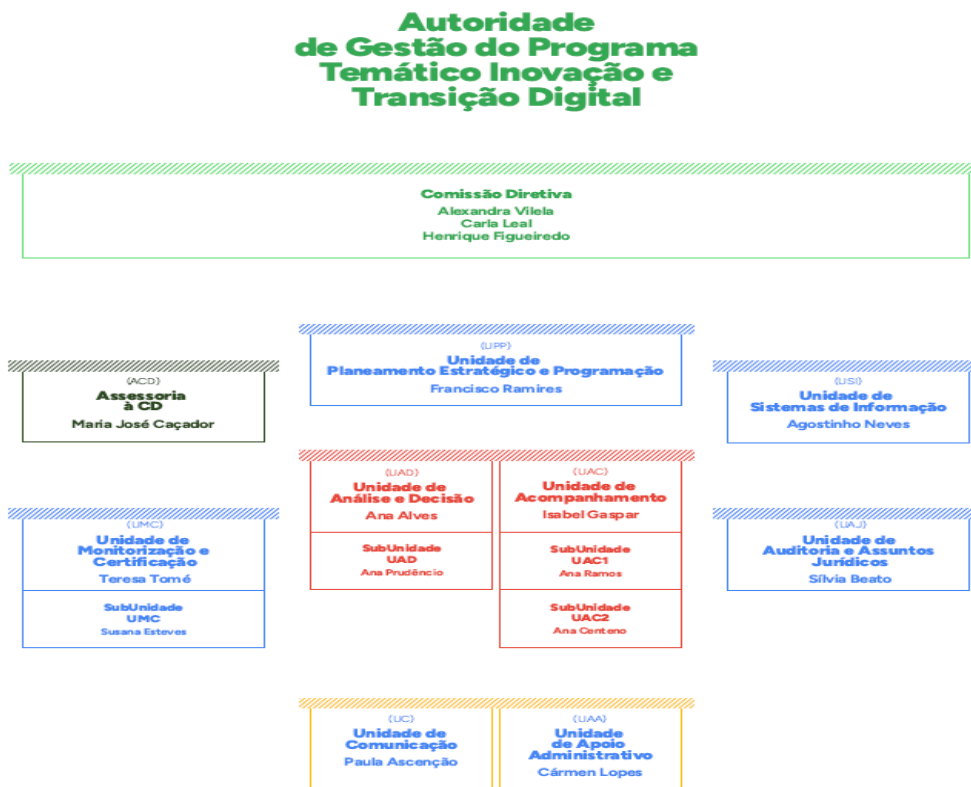 Autoridade
de Gestão do Programa
Temático Inovação e
Transição Digital
Comissão Diretiva
Alexandra Vilela
Carla Leal
Henrique Figueiredo
(ACD)
Assessoria
à CD
Maria José Caçador
(UPP)
Unidade de
Planeamento Estratégico e Programação
Francisco Ramires
(USI)
Unidade de
Sistemas de Informação
Agostinho Neves
(UMC)
Unidade de
Monitorização e
Certificação
Teresa Tomé
SubUnidade
UMC
Susana Esteves
(UAD)
Unidade de
Análise e Decisão
Ana Alves
SubUnidade
UAD
Ana Prudêncio
(UAC)
Unidade de
Acompanhamento
Isabel Gaspar
SubUnidade
UAC1
Ana Ramos
SubUnidade
UAC2
Ana Centeno
(UAJ)
Unidade de
Auditoria e Assuntos
Jurídicos
Sílvia Beato
(UC)
Unidade de
Comunicação
Paula Ascenção
(UAA)
Unidade
de Apoio
Administrativo
Cármen Lopes